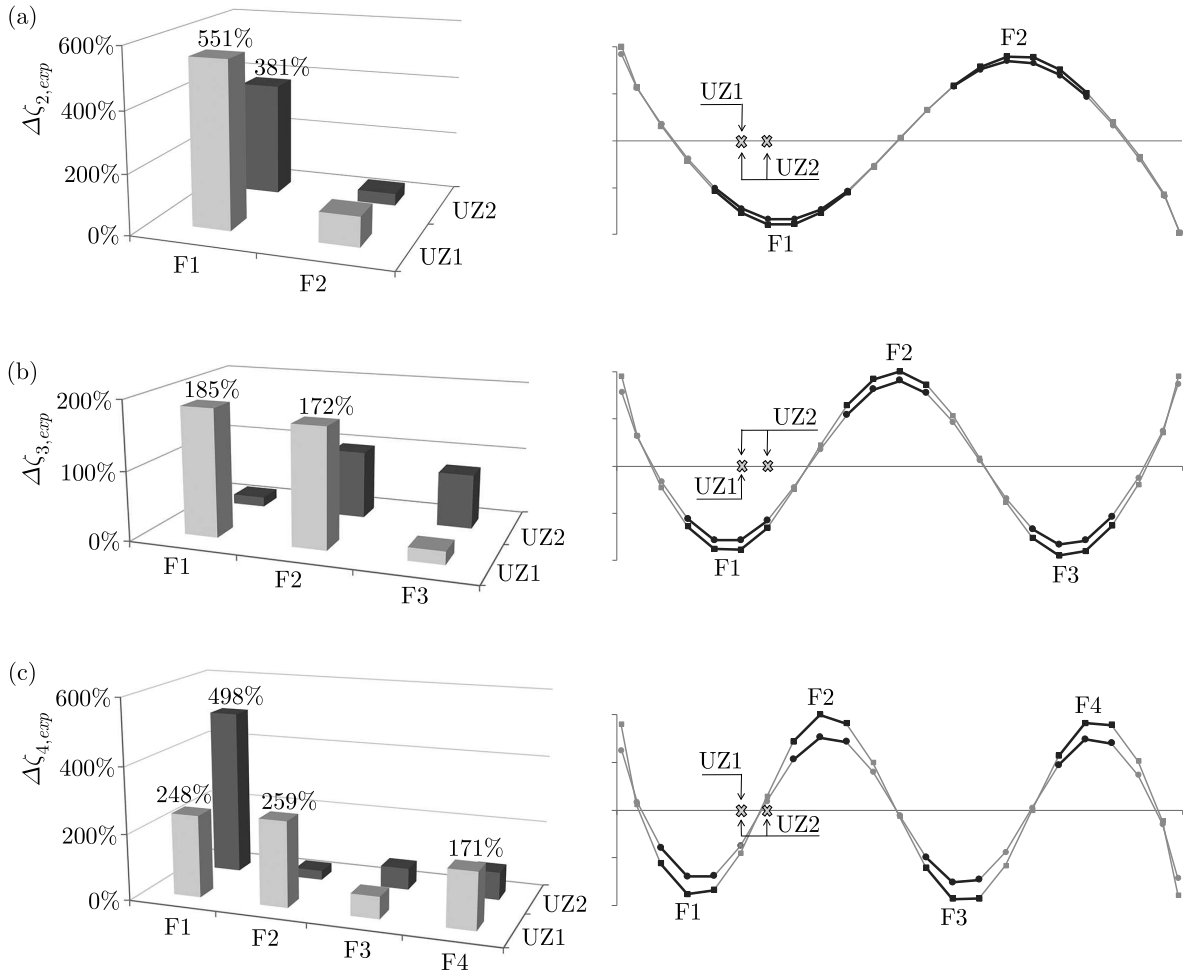 (a)
Δζ2,exp
600%
400%
200%
0%
551%
381%
F1
F2
UZ1
UZ2
F2
UZ1
UZ2
F1
(b)
Δζ3,exp
200%
100%
0%
185%
172%
F1
F2
F3
UZ1
UZ2
F2
UZ2
UZ1
F1
F3
(c)
Δζ4,exp
600%
400%
200%
0%
498%
248%
259%
171%
F1
F2
F3
F4
UZ1
UZ2
F2
F4
UZ1
UZ2
F1
F3